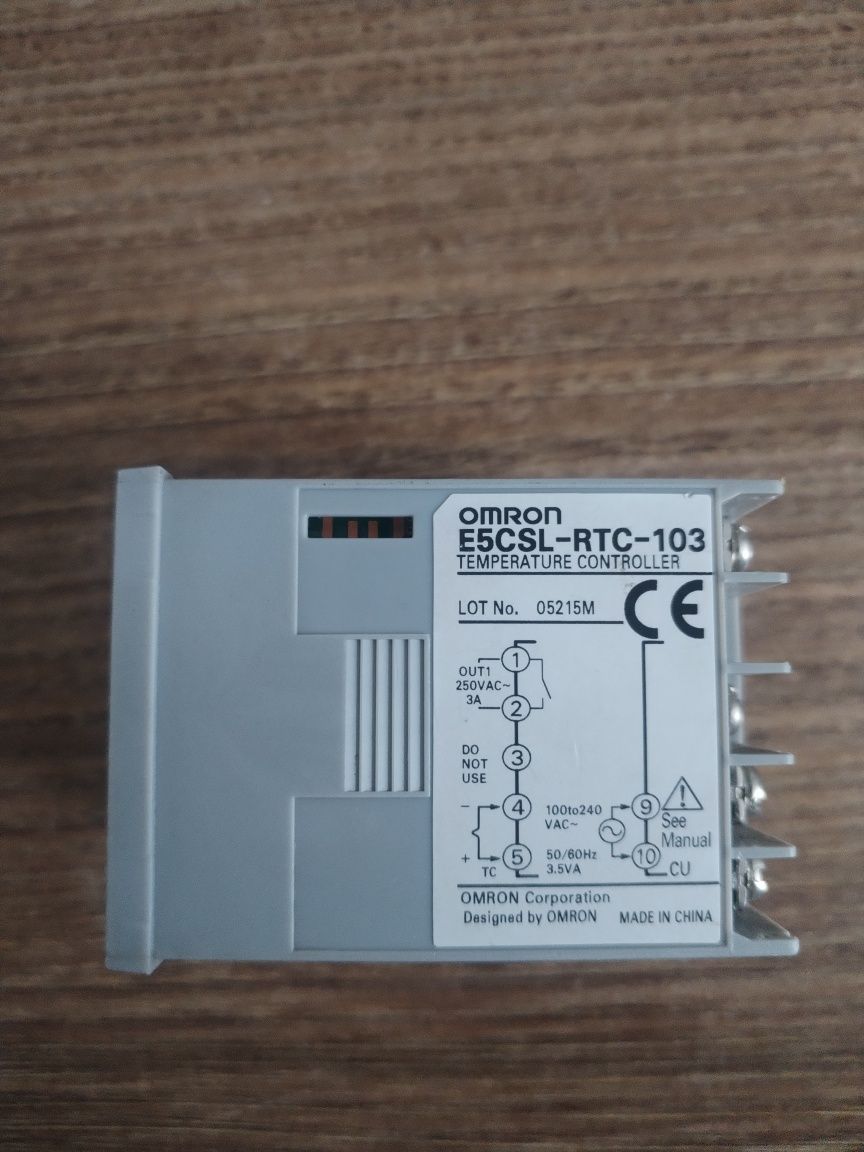 OMRON
E5CSL-RTC-103
TEMPERATURE CONTROLLER
LOT No. 05215M
CE
OUT1
250VAC~
3A
1
2
DO
NOT
USE
3
-
4
+
5
TC
100to240
VAC~
50/60Hz
3.5VA
9
10
See
Manual
CU
OMRON Corporation
Designed by OMRON MADE IN CHINA